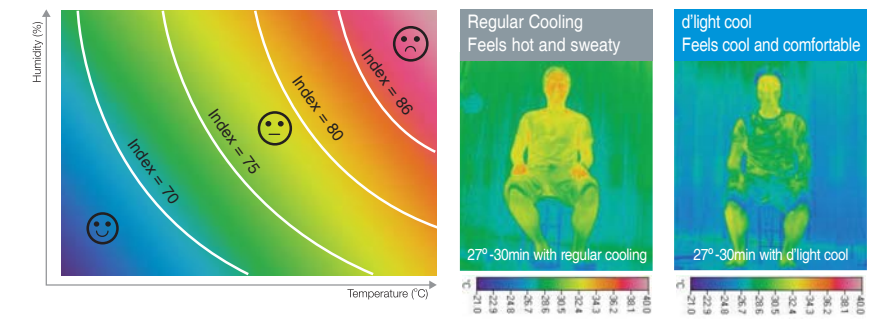 Humidity (%)
Index = 70
Index = 75
Index = 80
Index = 86
Temperature (°C)
Regular Cooling
Feels hot and sweaty
27º-30min with regular cooling
°C
21.0
22.9
24.8
26.7
28.6
30.5
32.4
34.3
36.2
38.1
40.0
d'light cool
Feels cool and comfortable
27º-30min with d'light cool
°C
21.0
22.9
24.8
26.7
28.6
30.5
32.4
34.3
36.2
38.1
40.0